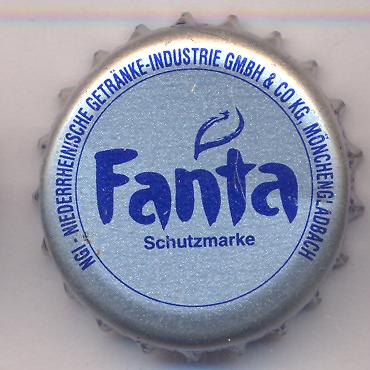 NGI - NIEDERRHEINISCHE GETRÄNKE-INDUSTRIE GMBH & CO KG, MÖNCHENGLADBACH
Fanta
Schutzmarke